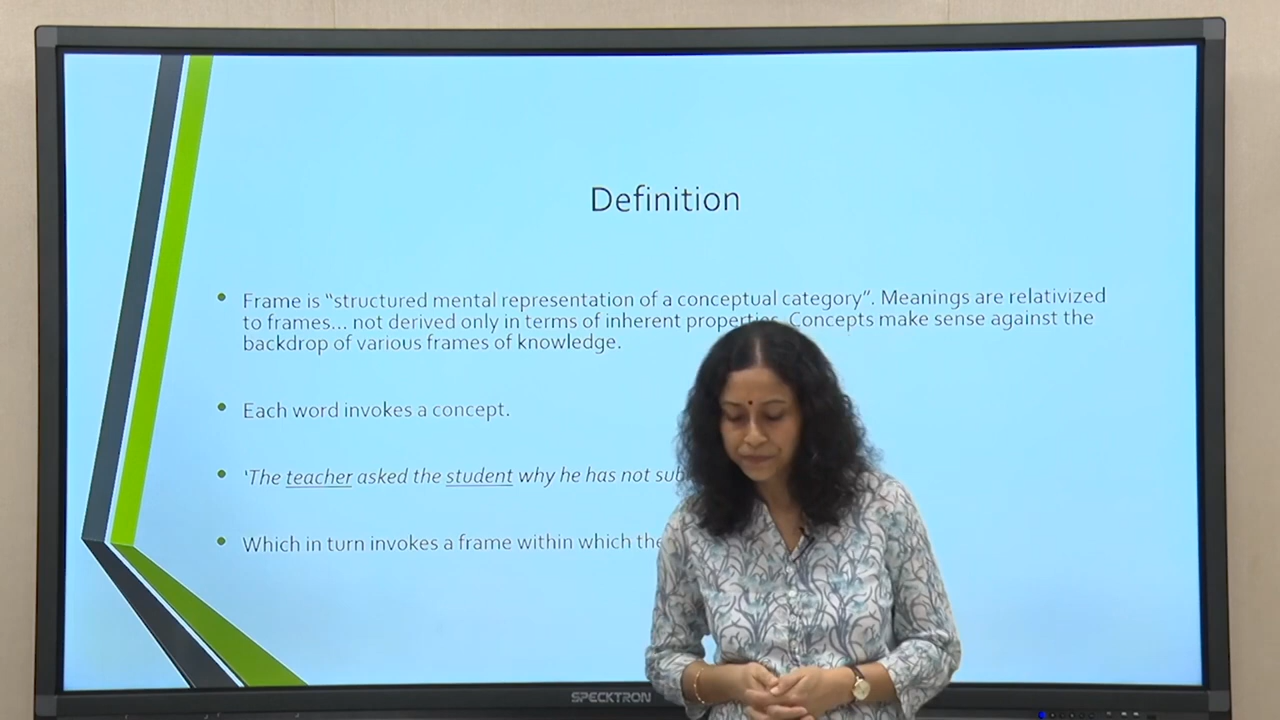 Definition
Frame is “structured mental representation of a conceptual category”. Meanings are relativized
to frames... not derived only in terms of inherent properties. Concepts make sense against the
backdrop of various frames of knowledge.
Each word invokes a concept.
'The teacher asked the student why he has not
Which in turn invokes a frame within which
SPECKTRON